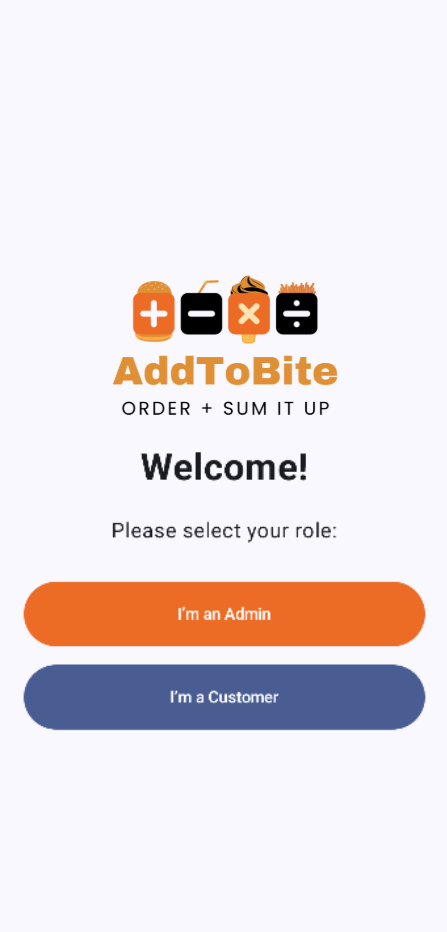 AddToBite
ORDER + SUM IT UP
Welcome!
Please select your role:
I'm an Admin
I'm a Customer